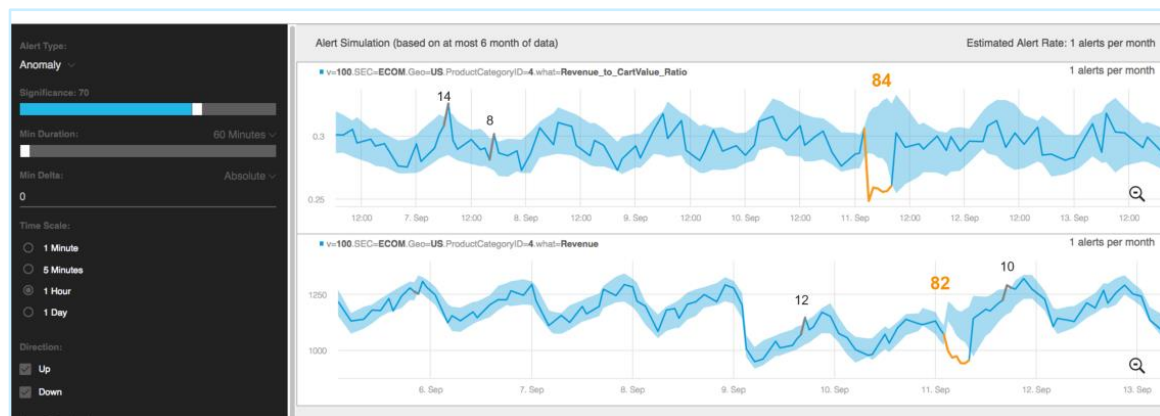 Alert Type:
Anomaly
Significance: 70
Min Duration: 60 Minutes
Min Delta: Absolute
0
Time Scale:
1 Minute
5 Minutes
1 Hour
1 Day
Direction:
Up
Down
Alert Simulation (based on at most 6 month of data) Estimated Alert Rate: 1 alerts per month
v=100.SEC=ECOM.Geo=US.ProductCategoryID=4.what=Revenue_to_CartValue_Ratio 1 alerts per month
84
14
8
0.3
0.25
12:00 7. Sep 12:00 8. Sep 12:00 9. Sep 12:00 10. Sep 12:00 11. Sep 12:00 12. Sep 12:00 13. Sep 12:00
v=100.SEC=ECOM.Geo=US.ProductCategoryID=4.what=Revenue 1 alerts per month
10
82
12
1250
1000
6. Sep 7. Sep 8. Sep 9. Sep 10. Sep 11. Sep 12. Sep 13. Sep